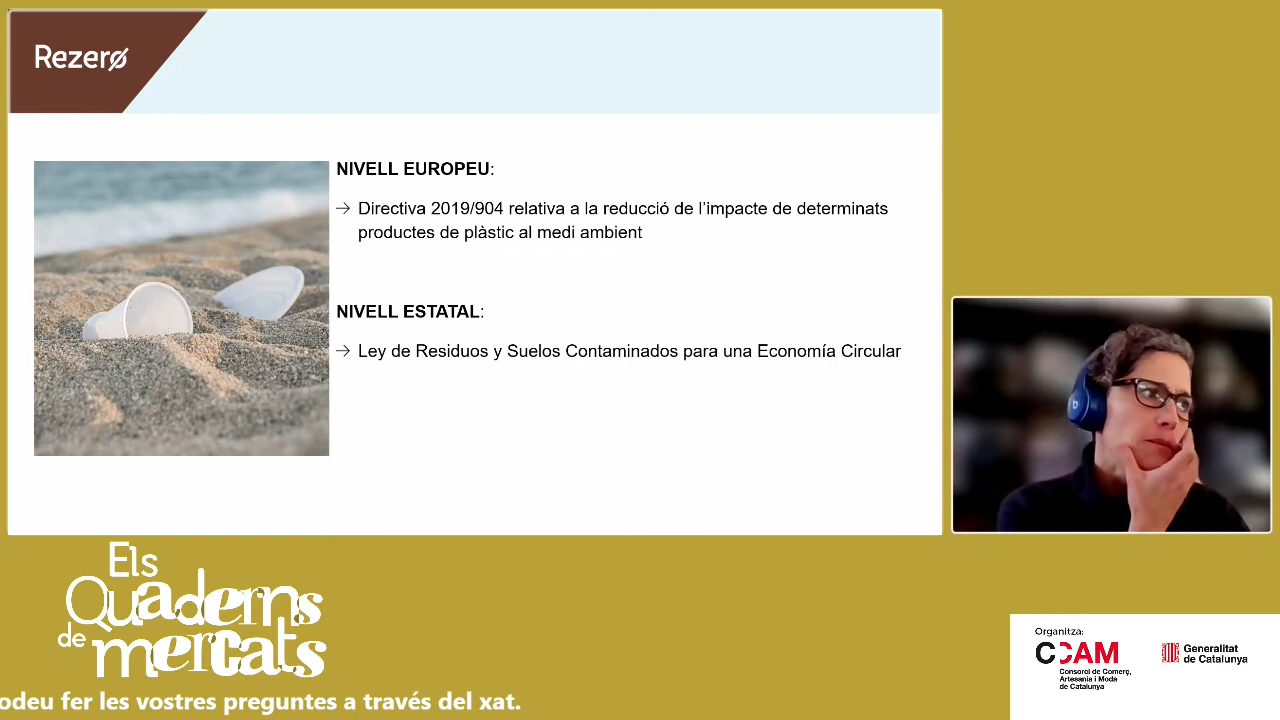 Rezero
NIVELL EUROPEU:
→ Directiva 2019/904 relativa a la reducció de l’impacte de determinats
productes de plàstic al medi ambient
NIVELL ESTATAL:
→ Ley de Residuos y Suelos Contaminados para una Economía Circular
Els
Quaderns
de mercats
odeu fer les vostres preguntes a través del xat.
Organitza:
CCAM
Consorci de Comerç,
Artesania i Moda
de Catalunya
Generalitat
de Catalunya